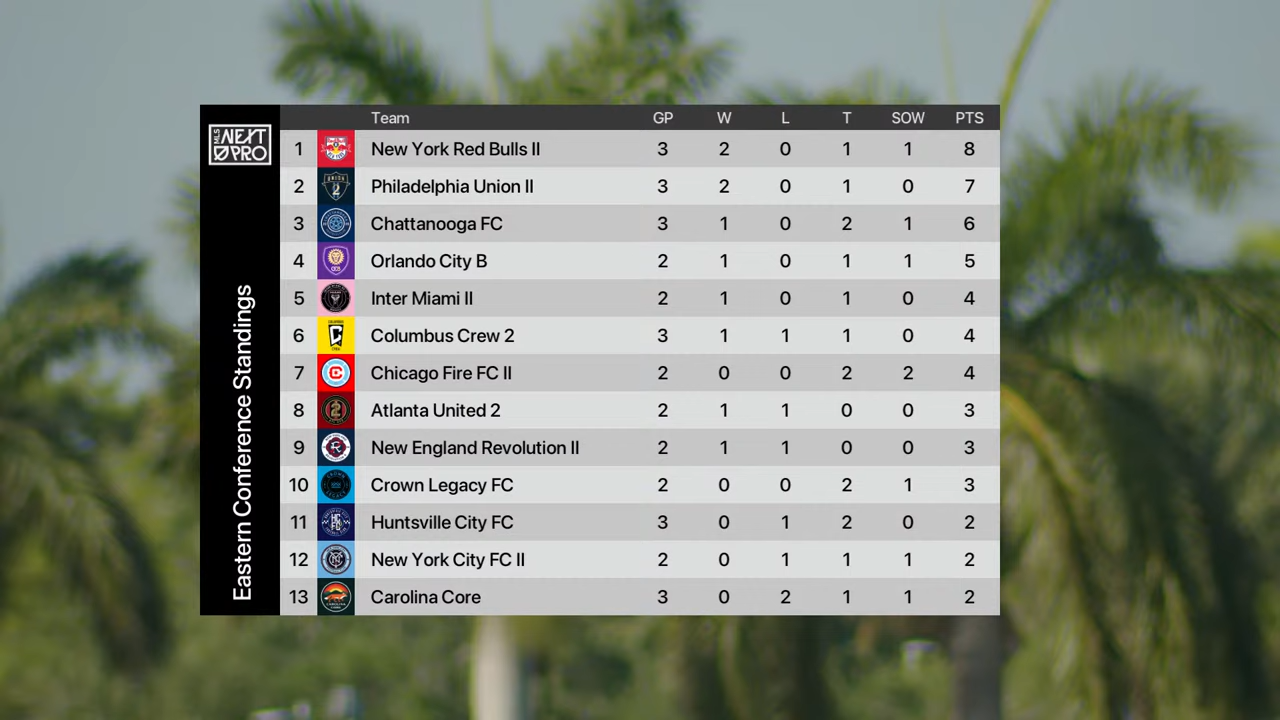 MLS NEXT PRO
Eastern Conference Standings
Team GP W L T SOW PTS
1 New York Red Bulls II 3 2 0 1 1 8
2 Philadelphia Union II 3 2 0 1 0 7
3 Chattanooga FC 3 1 0 2 1 6
4 Orlando City B 2 1 0 1 1 5
5 Inter Miami II 2 1 0 1 0 4
6 Columbus Crew 2 3 1 1 1 0 4
7 Chicago Fire FC II 2 0 0 2 2 4
8 Atlanta United 2 2 1 1 0 0 3
9 New England Revolution II 2 1 1 0 0 3
10 Crown Legacy FC 2 0 0 2 1 3
11 Huntsville City FC 3 0 1 2 0 2
12 New York City FC II 2 0 1 1 1 2
13 Carolina Core 3 0 2 1 1 2